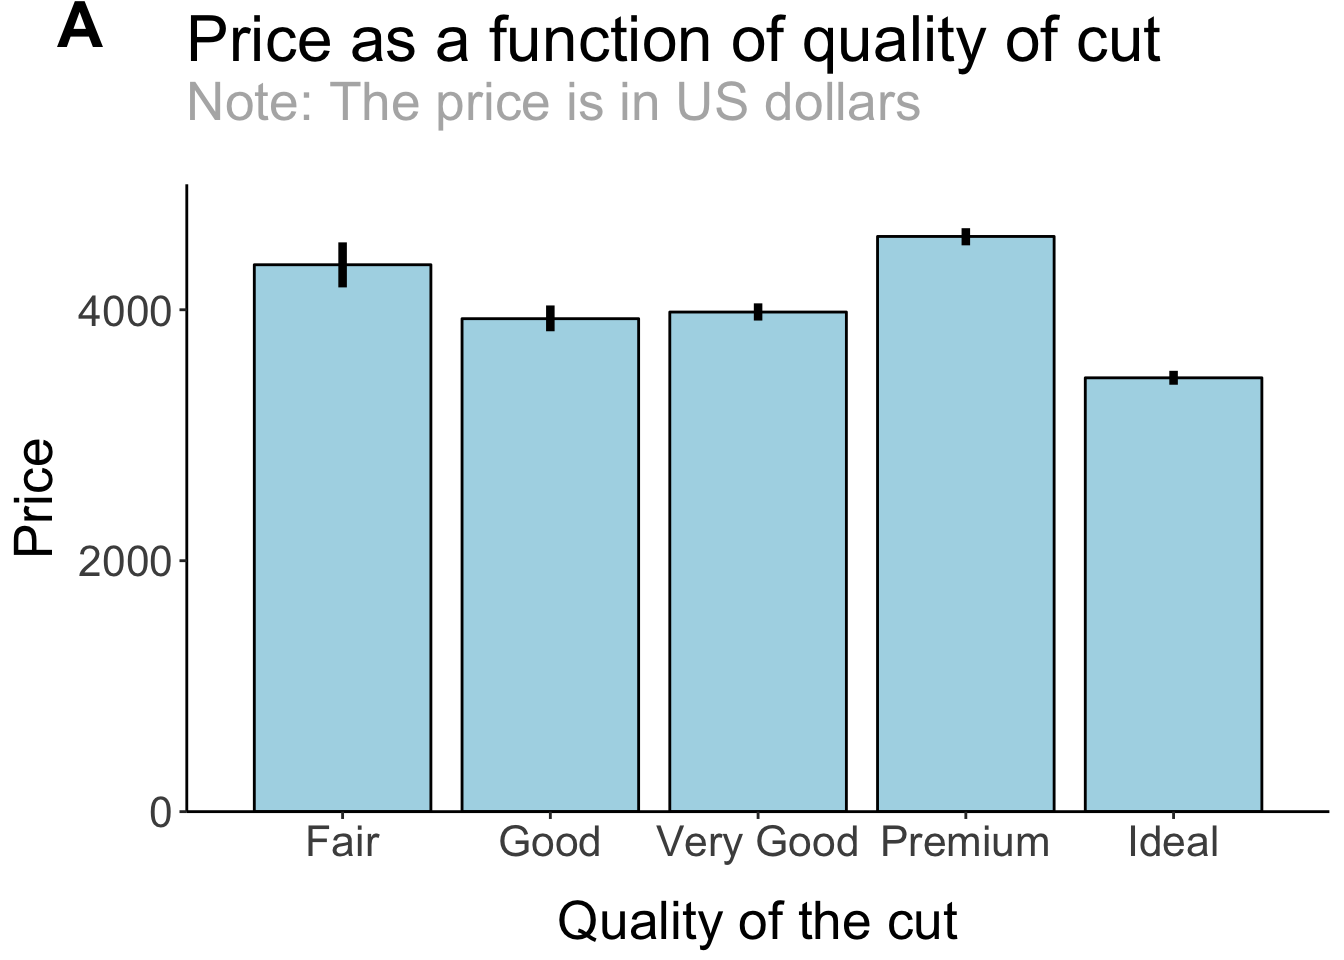 A
Price as a function of quality of cut
Note: The price is in US dollars
Price
4000
2000
0
Fair Good Very Good Premium Ideal
Quality of the cut